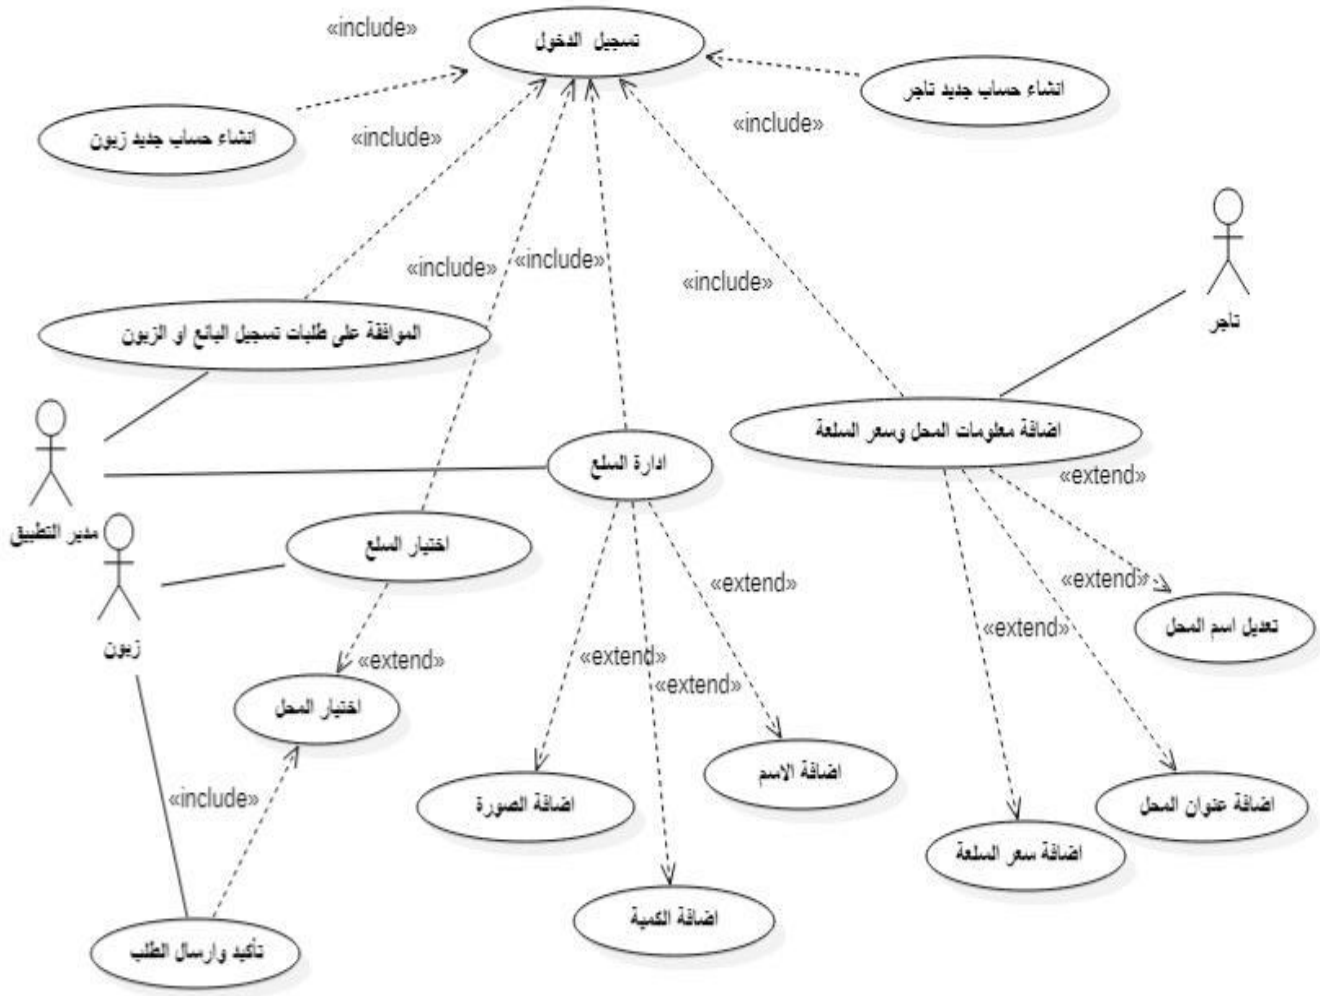 «include»
تسجيل الدخول
انشاء حساب جديد تاجر
انشاء حساب جديد زبون
«include»
«include»
«include»
«include»
«include»
تاجر
الموافقة على طلبات تسجيل البائع او الزبون
اضافة معلومات المحل وسعر السلعة
ادارة السلع
«extend»
مدير التطبيق
اختيار السلع
«extend»
«extend»
«extend»
تعديل اسم المحل
زبون
«extend»
«extend»
«extend»
اختيار المحل
اضافة الاسم
«include»
اضافة الصورة
اضافة عنوان المحل
اضافة سعر السلعة
اضافة الكمية
تأكيد وارسال الطلب